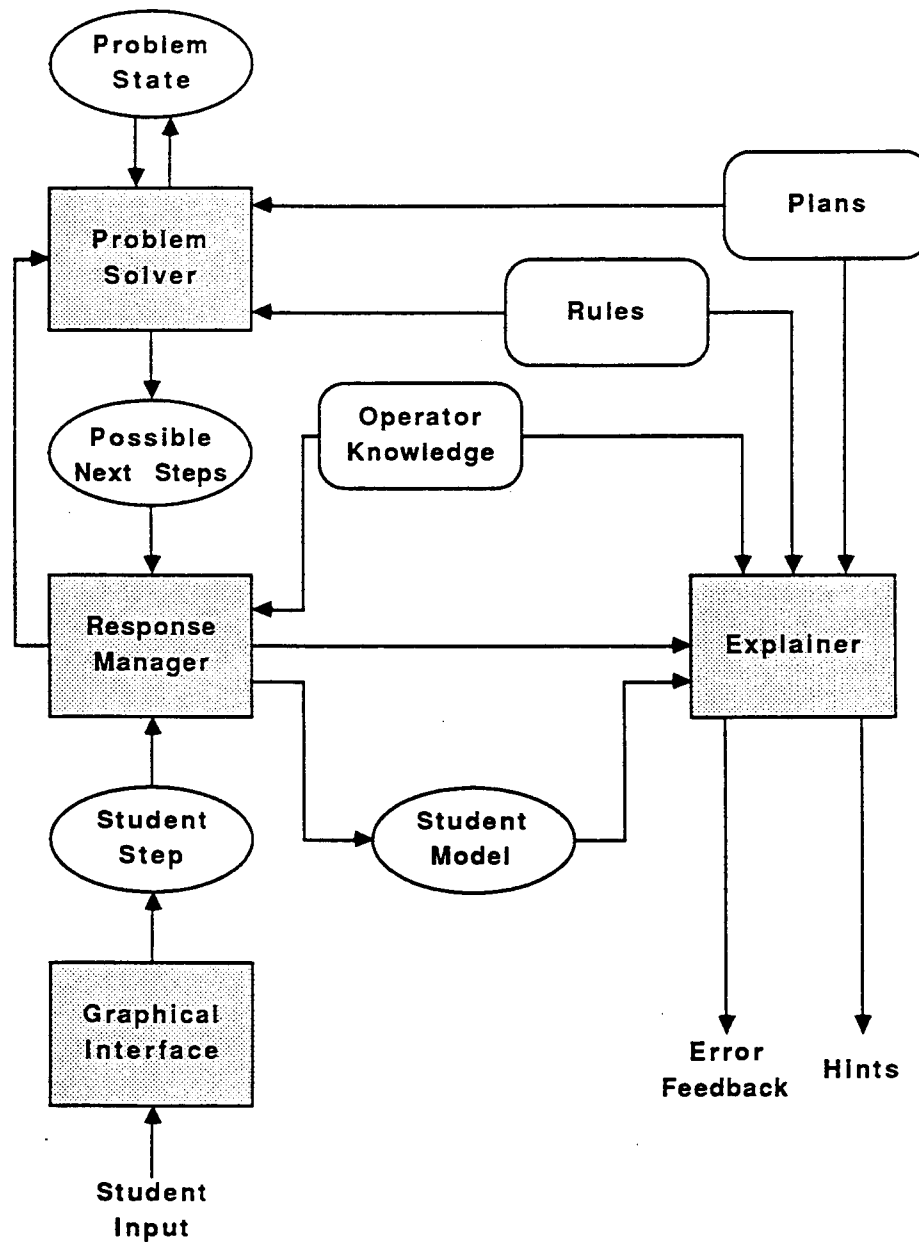 Problem
State
Plans
Problem
Solver
Rules
Operator
Knowledge
Possible
Next Steps
Response
Manager
Explainer
Student
Step
Student
Model
Graphical
Interface
Error
Feedback
Hints
Student
Input